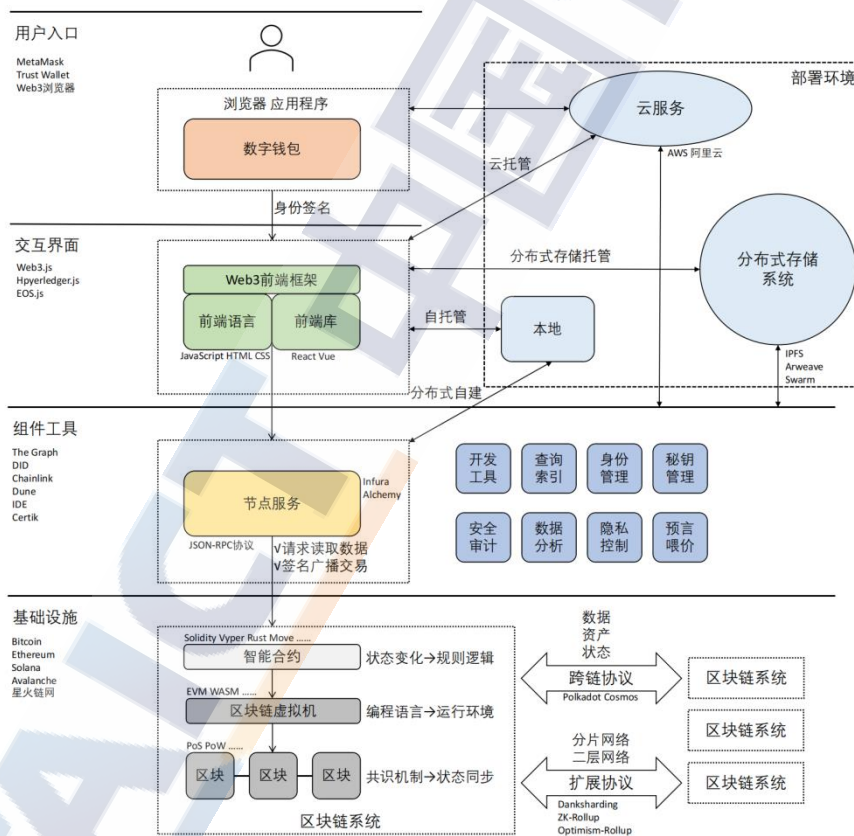 用户入口
MetaMask
Trust Wallet
Web3浏览器
浏览器 应用程序
数字钱包
身份签名
部署环境
云服务
AWS 阿里云
云托管
交互界面
Web3.js
Hpyerledger.js
EOS.js
Web3前端框架
前端语言
前端库
JavaScript HTML CSS
React Vue
分布式存储托管
分布式存储
系统
自托管
本地
IPFS
Arweave
Swarm
分布式自建
组件工具
The Graph
DID
Chainlink
Dune
IDE
Certik
节点服务
Infura
Alchemy
JSON-RPC协议
√请求读取数据
√签名广播交易
开发
工具
查询
索引
身份
管理
秘钥
管理
安全
审计
数据
分析
隐私
控制
预言
喂价
基础设施
Bitcoin
Ethereum
Solana
Avalanche
星火链网
Solidity Vyper Rust Move ......
智能合约
状态变化→规则逻辑
EVM WASM ......
区块链虚拟机
编程语言→运行环境
PoS PoW ......
区块
区块
区块
共识机制→状态同步
区块链系统
数据
资产
状态
跨链协议
Polkadot Cosmos
分片网络
二层网络
扩展协议
Danksharding
ZK-Rollup
Optimism-Rollup
区块链系统
区块链系统
区块链系统
CAICT 中国